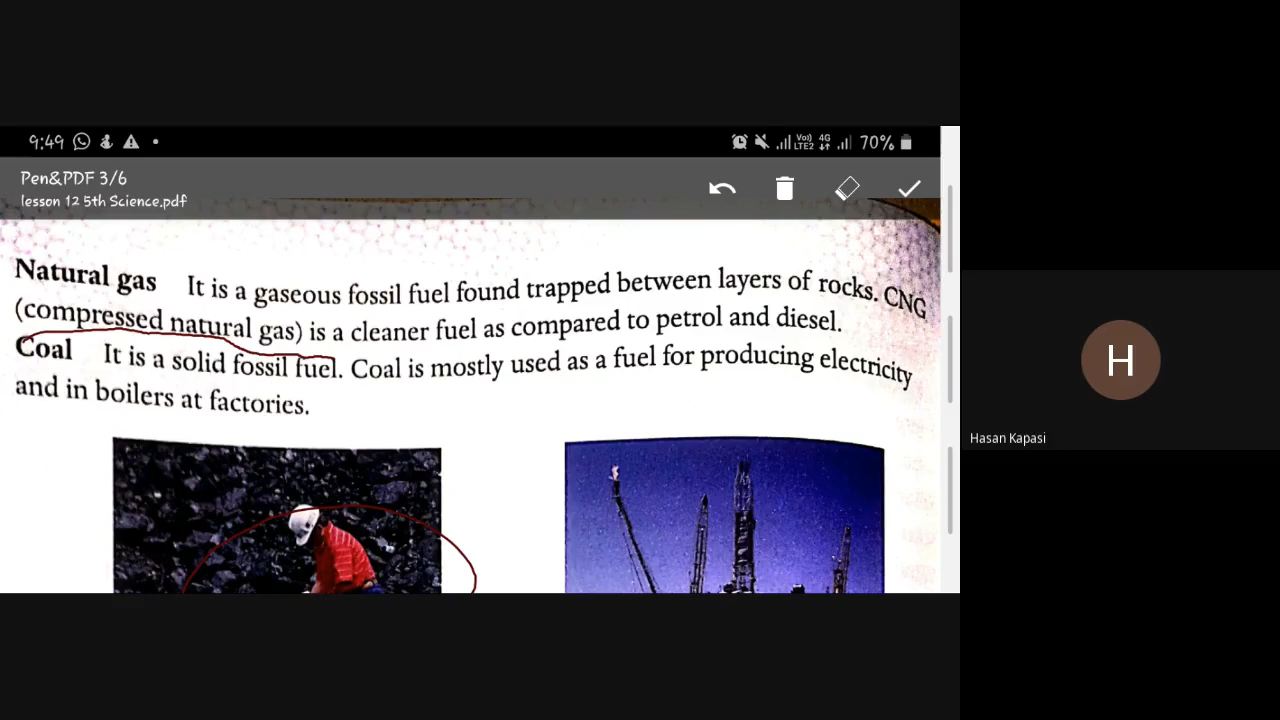 9:49 Vo)) LTE2 4G 70%
Pen&PDF 3/6
lesson 12 5th Science.pdf
Natural gas It is a gaseous fossil fuel found trapped between layers of rocks. CNG
(compressed natural gas) is a cleaner fuel as compared to petrol and diesel.
Coal It is a solid fossil fuel. Coal is mostly used as a fuel for producing electricity
and in boilers at factories.
H
Hasan Kapasi